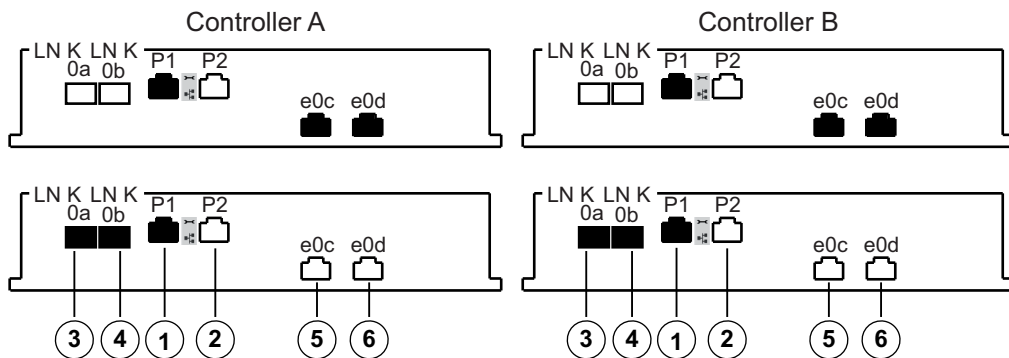 Controller A Controller B
LN K LN K P1 P2 LN K LN K P1 P2
0a 0b 0a 0b
e0c e0d e0c e0d
LN K LN K P1 P2 LN K LN K P1 P2
0a 0b 0a 0b
e0c e0d e0c e0d
3 4 1 2 5 6 3 4 1 2 5 6